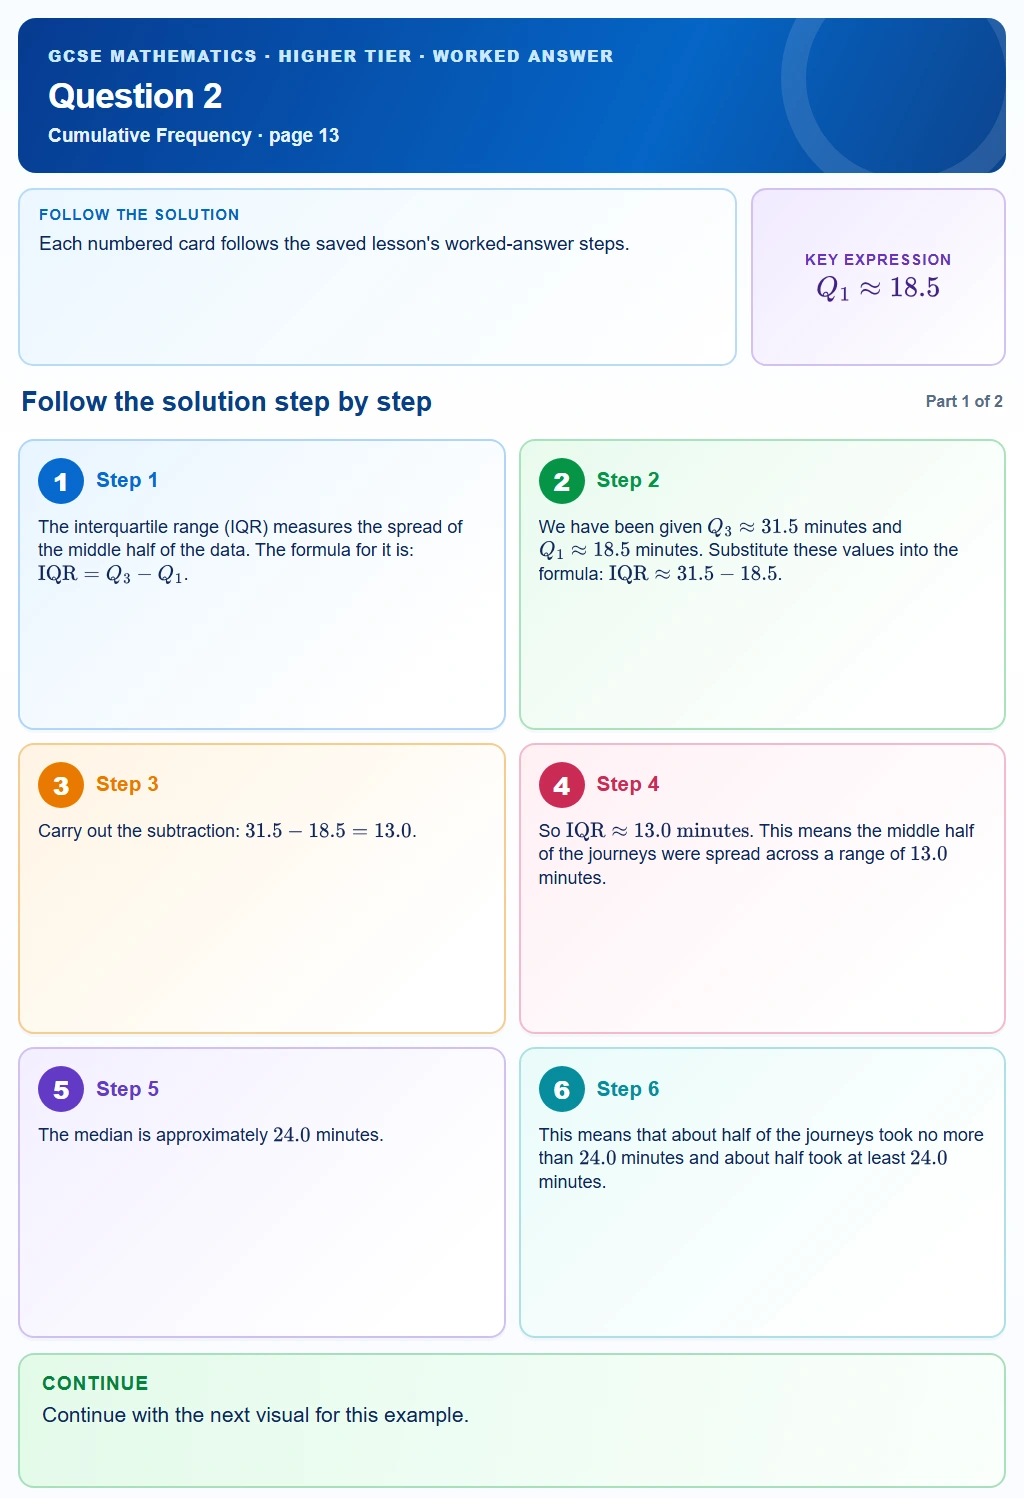 GCSE MATHEMATICS · HIGHER TIER · WORKED ANSWER
Question 2
Cumulative Frequency · page 13
FOLLOW THE SOLUTION
Each numbered card follows the saved lesson's worked-answer steps.
KEY EXPRESSION
Q₁ ≈ 18.5
Follow the solution step by step
Part 1 of 2
1 Step 1
The interquartile range (IQR) measures the spread of
the middle half of the data. The formula for it is:
IQR = Q₃ − Q₁.
2 Step 2
We have been given Q₃ ≈ 31.5 minutes and
Q₁ ≈ 18.5 minutes. Substitute these values into the
formula: IQR ≈ 31.5 − 18.5.
3 Step 3
Carry out the subtraction: 31.5 − 18.5 = 13.0.
4 Step 4
So IQR ≈ 13.0 minutes. This means the middle half
of the journeys were spread across a range of 13.0
minutes.
5 Step 5
The median is approximately 24.0 minutes.
6 Step 6
This means that about half of the journeys took no more
than 24.0 minutes and about half took at least 24.0
minutes.
CONTINUE
Continue with the next visual for this example.